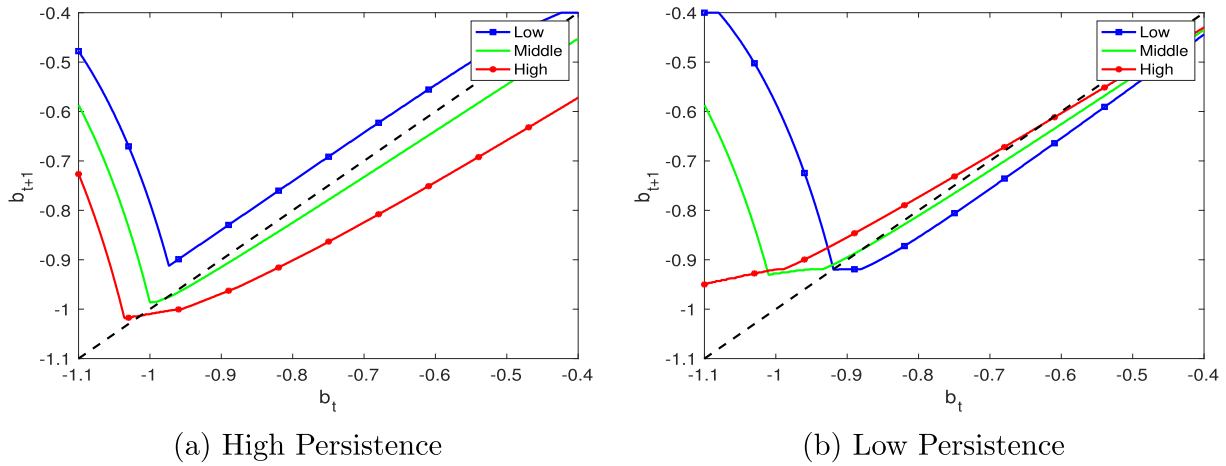 -0.4
-0.5
-0.6
-0.7
-0.8
-0.9
-1
-1.1
b_{t+1}
-1.1 -1 -0.9 -0.8 -0.7 -0.6 -0.5 -0.4
b_t
Low
Middle
High
(a) High Persistence
-0.4
-0.5
-0.6
-0.7
-0.8
-0.9
-1
-1.1
b_{t+1}
-1.1 -1 -0.9 -0.8 -0.7 -0.6 -0.5 -0.4
b_t
Low
Middle
High
(b) Low Persistence